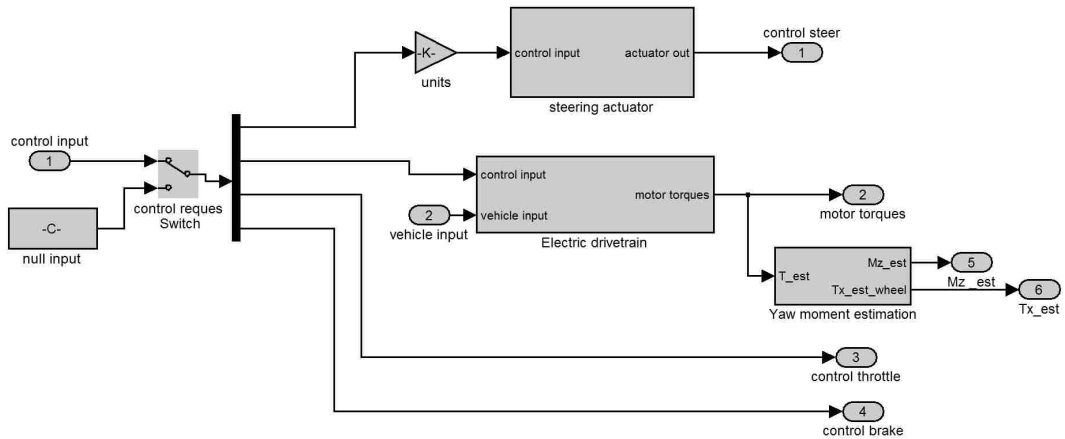 control steer
control input
actuator out
1
-K-
units
steering actuator
control input
1
control reques
Switch
-C-
null input
control input
motor torques
vehicle input
2
vehicle input
Electric drivetrain
2
motor torques
T_est
Mz_est
Tx_est_wheel
Yaw moment estimation
5
Mz _est
6
Tx_est
3
control throttle
4
control brake